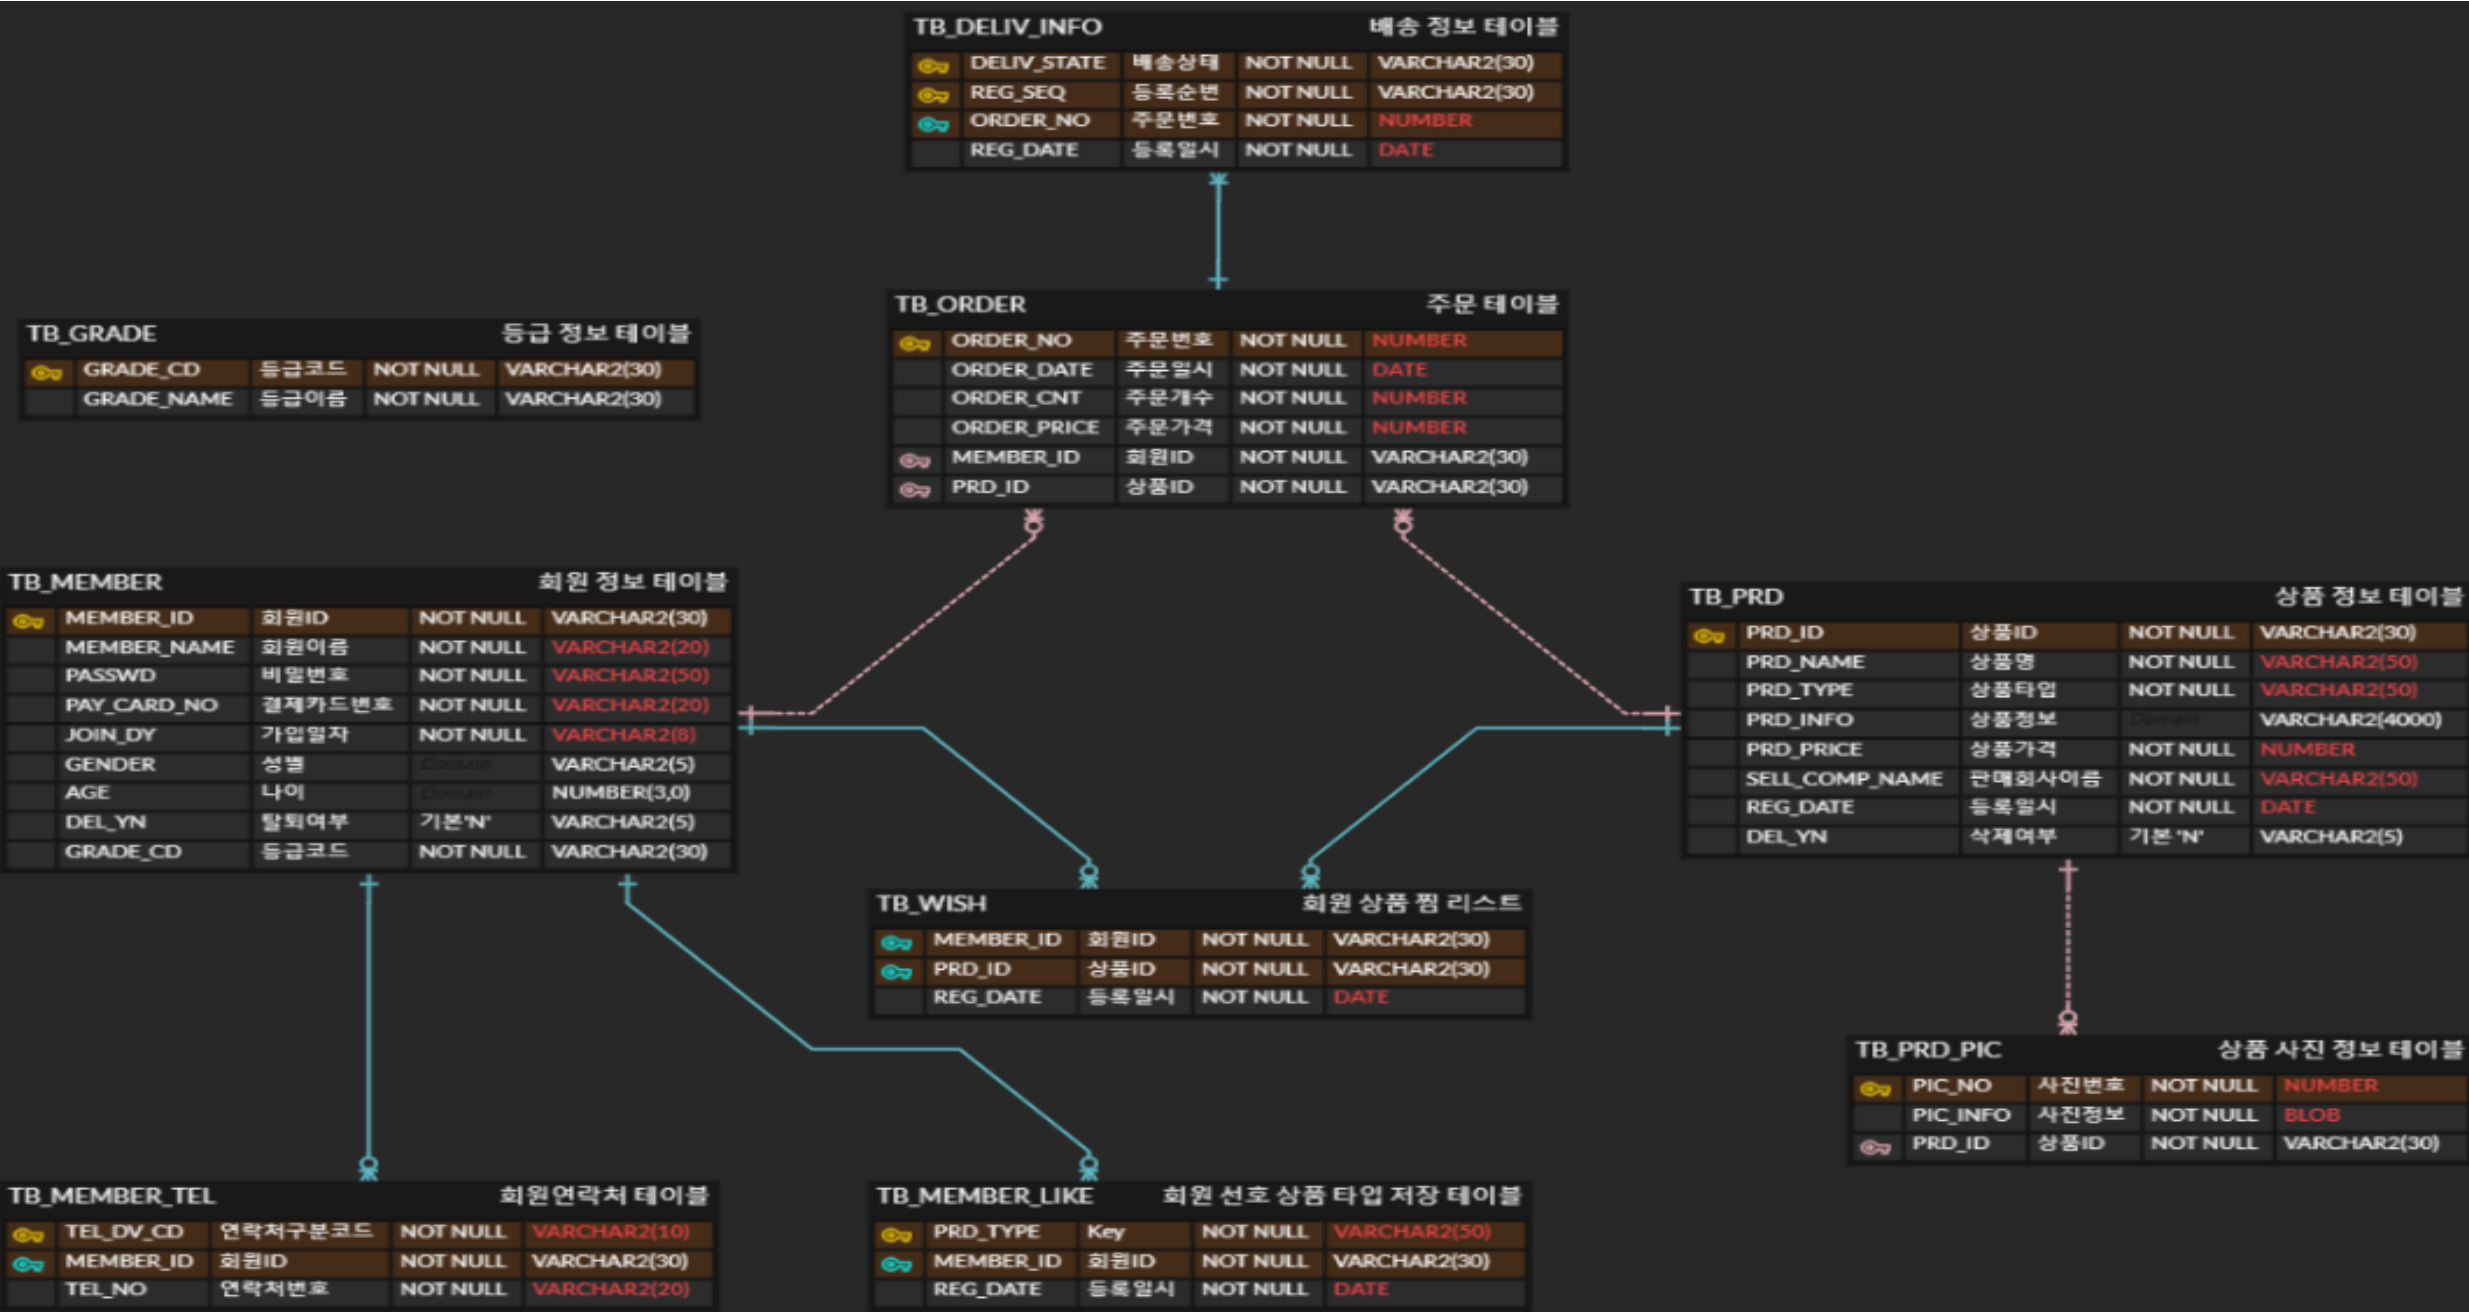 TB_DELIV_INFO 배송 정보 테이블
DELIV_STATE 배송상태 NOT NULL VARCHAR2(30)
REG_SEQ 등록순번 NOT NULL VARCHAR2(30)
ORDER_NO 주문번호 NOT NULL NUMBER
REG_DATE 등록일시 NOT NULL DATE
TB_ORDER 주문 테이블
ORDER_NO 주문번호 NOT NULL NUMBER
ORDER_DATE 주문일시 NOT NULL DATE
ORDER_CNT 주문개수 NOT NULL NUMBER
ORDER_PRICE 주문가격 NOT NULL NUMBER
MEMBER_ID 회원ID NOT NULL VARCHAR2(30)
PRD_ID 상품ID NOT NULL VARCHAR2(30)
TB_GRADE 등급 정보 테이블
GRADE_CD 등급코드 NOT NULL VARCHAR2(30)
GRADE_NAME 등급이름 NOT NULL VARCHAR2(30)
TB_MEMBER 회원 정보 테이블
MEMBER_ID 회원ID NOT NULL VARCHAR2(30)
MEMBER_NAME 회원이름 NOT NULL VARCHAR2(20)
PASSWD 비밀번호 NOT NULL VARCHAR2(50)
PAY_CARD_NO 결제카드번호 NOT NULL VARCHAR2(20)
JOIN_DY 가입일자 NOT NULL VARCHAR2(8)
GENDER 성별 Domain VARCHAR2(5)
AGE 나이 Domain NUMBER(3,0)
DEL_YN 탈퇴여부 기본'N' VARCHAR2(5)
GRADE_CD 등급코드 NOT NULL VARCHAR2(30)
TB_PRD 상품 정보 테이블
PRD_ID 상품ID NOT NULL VARCHAR2(30)
PRD_NAME 상품명 NOT NULL VARCHAR2(50)
PRD_TYPE 상품타입 NOT NULL VARCHAR2(50)
PRD_INFO 상품정보 Domain VARCHAR2(4000)
PRD_PRICE 상품가격 NOT NULL NUMBER
SELL_COMP_NAME 판매회사이름 NOT NULL VARCHAR2(50)
REG_DATE 등록일시 NOT NULL DATE
DEL_YN 삭제여부 기본 'N' VARCHAR2(5)
TB_WISH 회원 상품 찜 리스트
MEMBER_ID 회원ID NOT NULL VARCHAR2(30)
PRD_ID 상품ID NOT NULL VARCHAR2(30)
REG_DATE 등록일시 NOT NULL DATE
TB_PRD_PIC 상품 사진 정보 테이블
PIC_NO 사진번호 NOT NULL NUMBER
PIC_INFO 사진정보 NOT NULL BLOB
PRD_ID 상품ID NOT NULL VARCHAR2(30)
TB_MEMBER_TEL 회원연락처 테이블
TEL_DV_CD 연락처구분코드 NOT NULL VARCHAR2(10)
MEMBER_ID 회원ID NOT NULL VARCHAR2(30)
TEL_NO 연락처번호 NOT NULL VARCHAR2(20)
TB_MEMBER_LIKE 회원 선호 상품 타입 저장 테이블
PRD_TYPE Key NOT NULL VARCHAR2(50)
MEMBER_ID 회원ID NOT NULL VARCHAR2(30)
REG_DATE 등록일시 NOT NULL DATE